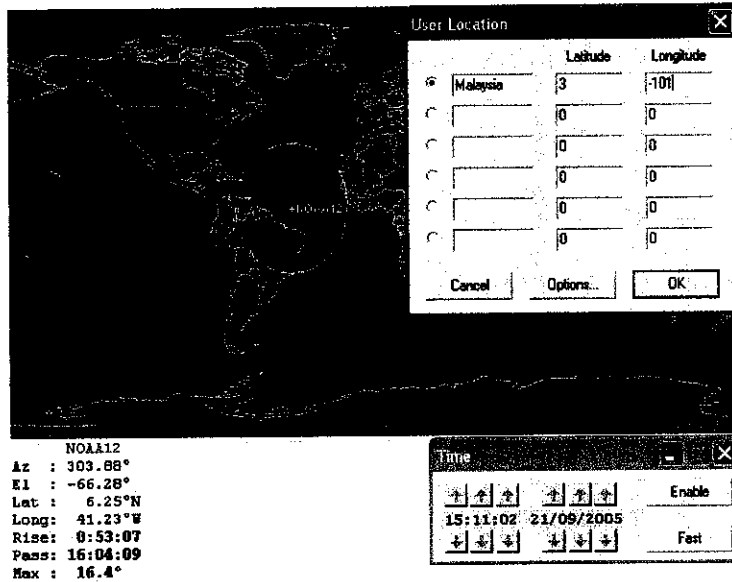 User Location
Latitude Longitude
Malaysia 3 -101
0 0
0 0
0 0
0 0
0 0
Cancel Options... OK
NOAA12
Az : 303.88°
El : -66.28°
Lat : 6.25°N
Long: 41.23°W
Rise: 0:53:07
Pass: 16:04:09
Max : 16.4°
Time
Enable
15:11:02 21/09/2005
Fast